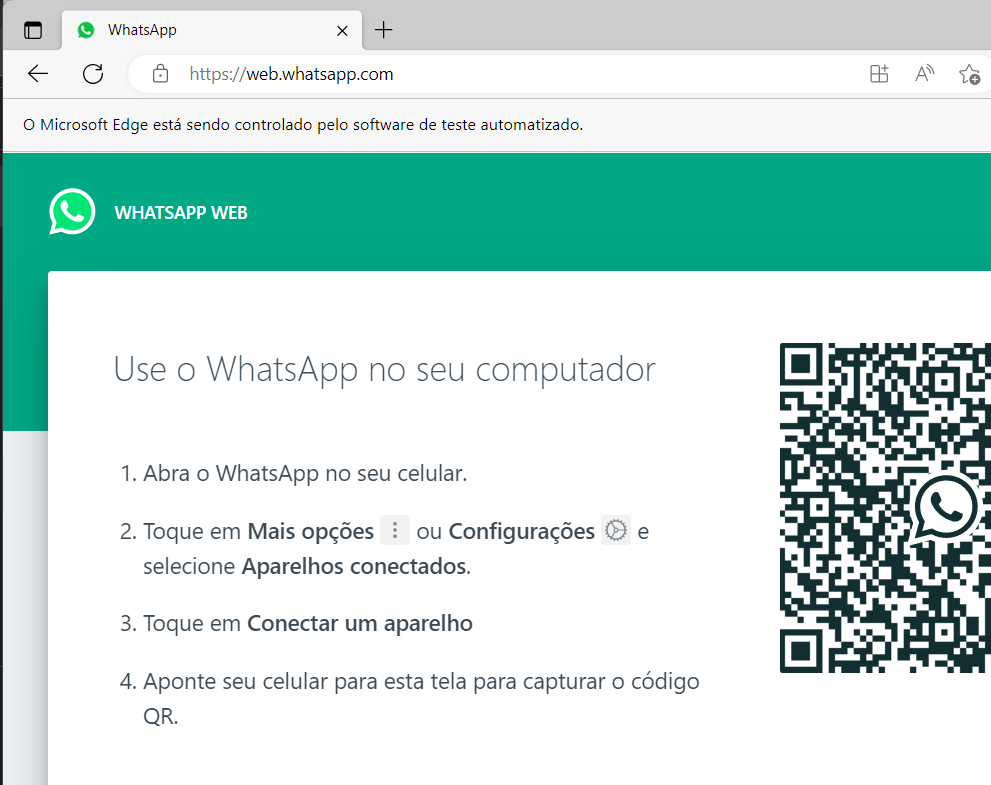 WhatsApp
https://web.whatsapp.com
O Microsoft Edge está sendo controlado pelo software de teste automatizado.
WHATSAPP WEB
Use o WhatsApp no seu computador
1. Abra o WhatsApp no seu celular.
2. Toque em Mais opções ou Configurações e
selecione Aparelhos conectados.
3. Toque em Conectar um aparelho
4. Aponte seu celular para esta tela para capturar o código
QR.